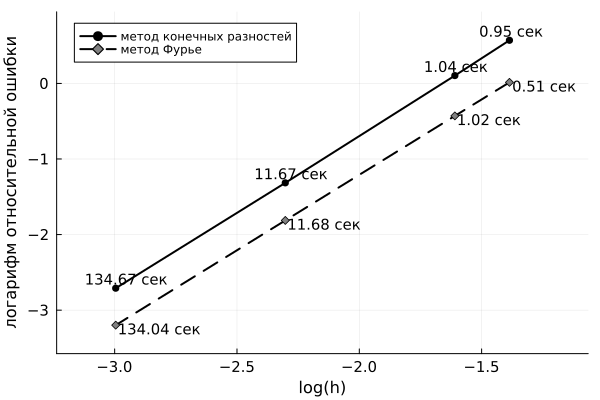 метод конечных разностей
метод Фурье
0.95 сек
1.04 сек
0.51 сек
1.02 сек
11.67 сек
11.68 сек
134.67 сек
134.04 сек
логарифм относительной ошибки
0
−1
−2
−3
−3.0 −2.5 −2.0 −1.5
log(h)